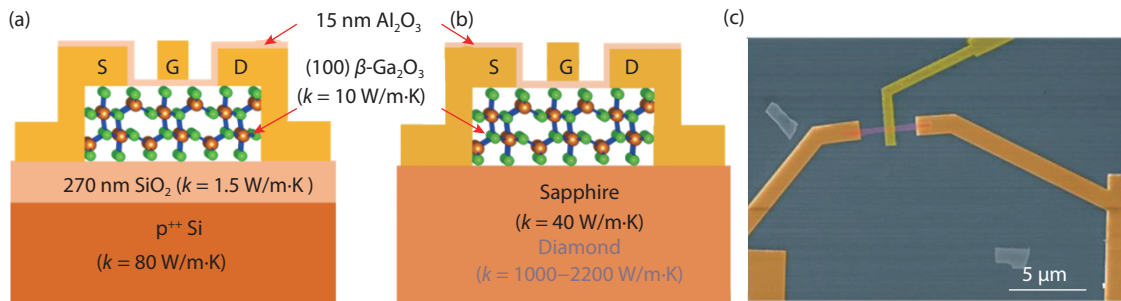 (a)
15 nm Al₂O₃
(b)
(c)
S G D
S G D
(100) β-Ga₂O₃
(k = 10 W/m·K)
270 nm SiO₂ (k = 1.5 W/m·K )
p⁺⁺ Si
(k = 80 W/m·K)
Sapphire
(k = 40 W/m·K)
Diamond
(k = 1000−2200 W/m·K)
5 μm